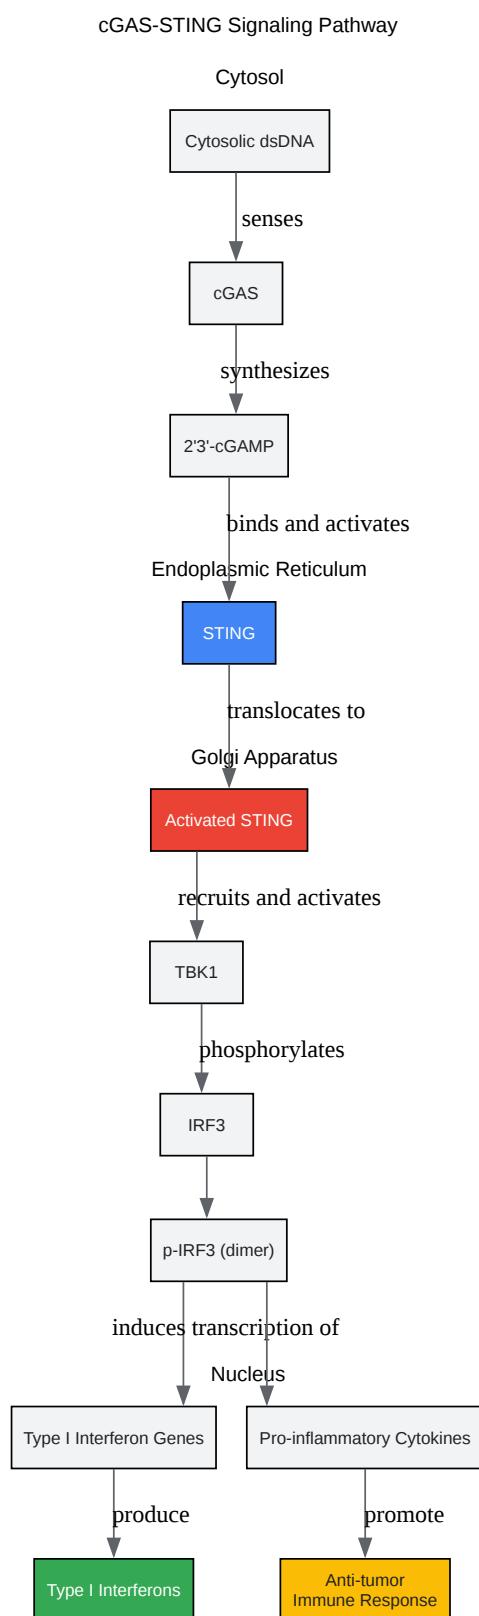 cGAS-STING Signaling Pathway
Cytosol
Cytosolic dsDNA
senses
cGAS
synthesizes
2'3'-cGAMP
binds and activates
Endoplasmic Reticulum
STING
translocates to
Golgi Apparatus
Activated STING
recruits and activates
TBK1
phosphorylates
IRF3
p-IRF3 (dimer)
induces transcription of
Nucleus
Type I Interferon Genes
Pro-inflammatory Cytokines
produce
promote
Type I Interferons
Anti-tumor
Immune Response